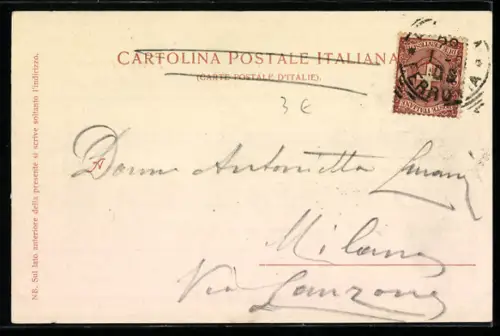 CARTOLINA POSTALE ITALIANA
(CARTE POSTALE D'ITALIE).
3 €
A
Donna Antonietta
Milano
Via Lanzone
NB. Sul lato anteriore della presente si scrive soltanto l'indirizzo.